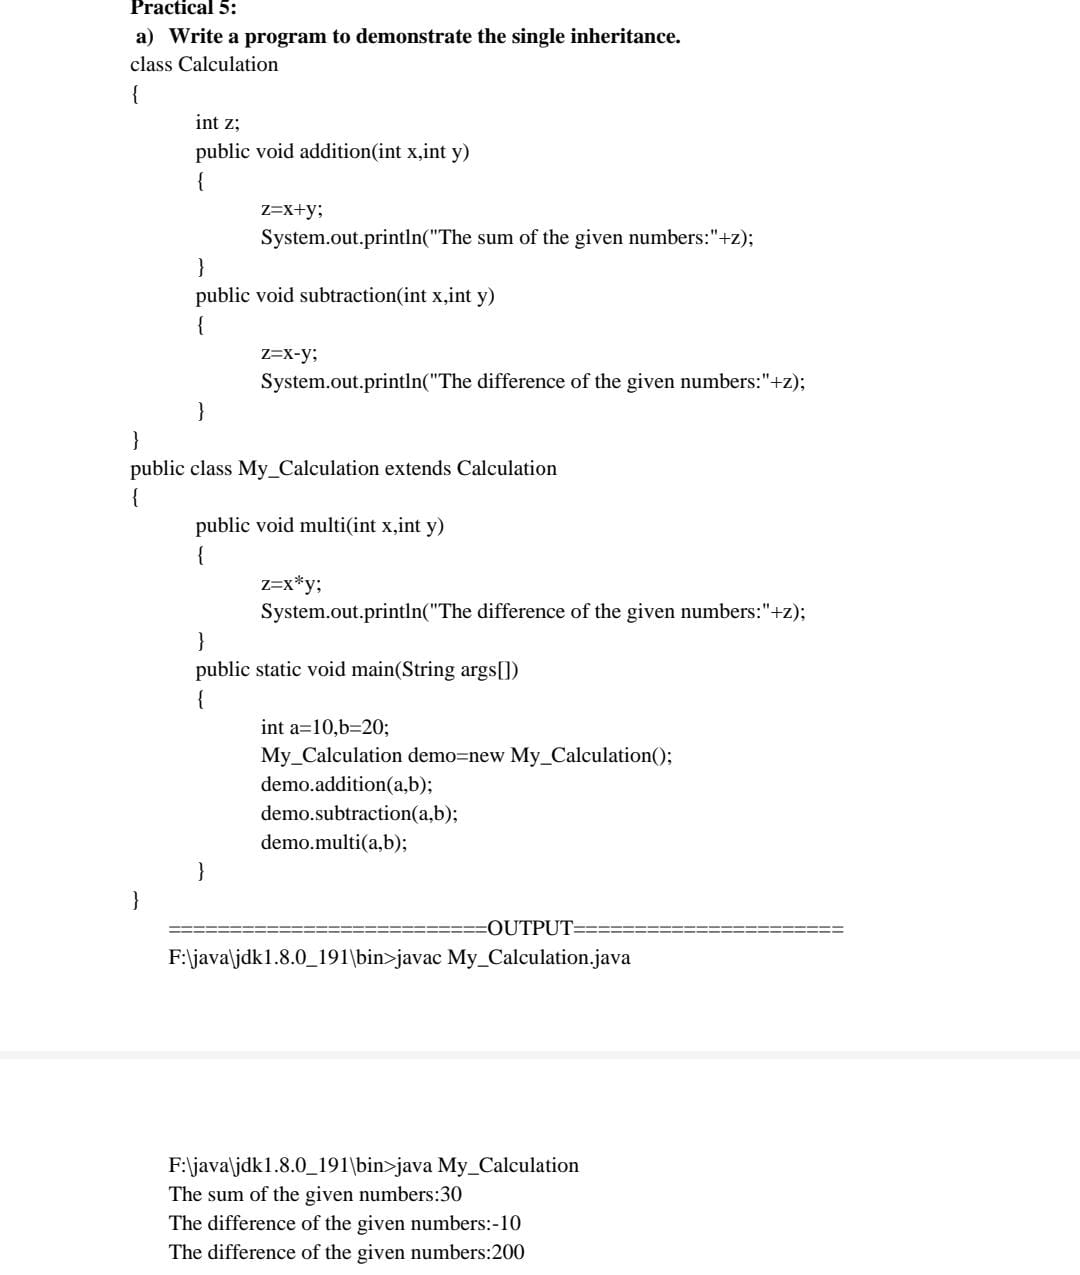 Practical 5:
a) Write a program to demonstrate the single inheritance.
class Calculation
{
int z;
public void addition(int x,int y)
{
z=x+y;
System.out.println("The sum of the given numbers:"+z);
}
public void subtraction(int x,int y)
{
z=x-y;
System.out.println("The difference of the given numbers:"+z);
}
}
public class My_Calculation extends Calculation
{
public void multi(int x,int y)
{
z=x*y;
System.out.println("The difference of the given numbers:"+z);
}
public static void main(String args[])
{
int a=10,b=20;
My_Calculation demo=new My_Calculation();
demo.addition(a,b);
demo.subtraction(a,b);
demo.multi(a,b);
}
}
==========================OUTPUT======================
F:\java\jdk1.8.0_191\bin>javac My_Calculation.java
F:\java\jdk1.8.0_191\bin>java My_Calculation
The sum of the given numbers:30
The difference of the given numbers:-10
The difference of the given numbers:200